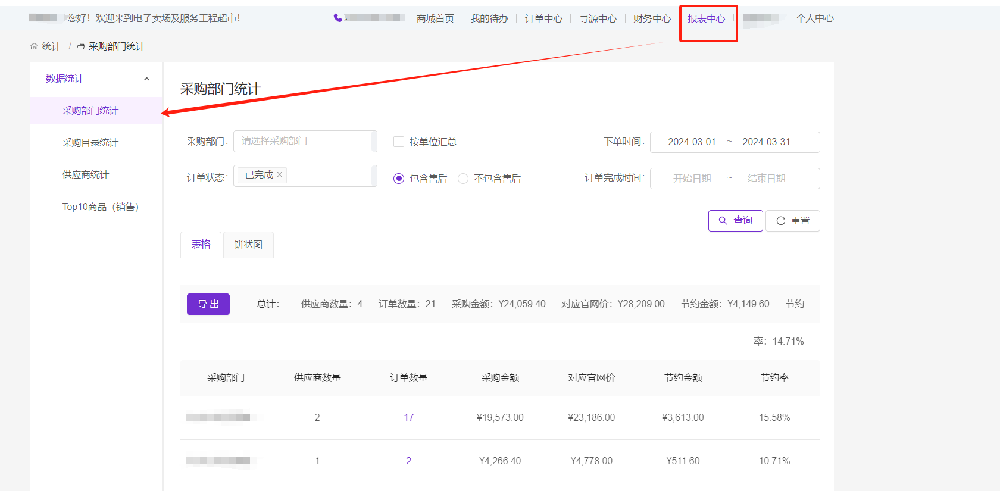 您好！欢迎来到电子卖场及服务工程超市！ 商城首页 | 我的待办 | 订单中心 | 寻源中心 | 财务中心 报表中心 | 个人中心
统计 / 采购部门统计
数据统计
采购部门统计
采购目录统计
供应商统计
Top10商品（销售）
采购部门统计
采购部门: 请选择采购部门 按单位汇总 下单时间: 2024-03-01 ~ 2024-03-31
订单状态: 已完成 × 包含售后 不包含售后 订单完成时间: 开始日期 ~ 结束日期
查询 重置
表格 饼状图
导出 总计： 供应商数量：4 订单数量：21 采购金额：¥24,059.40 对应官网价：¥28,209.00 节约金额：¥4,149.60 节约
率：14.71%
采购部门 供应商数量 订单数量 采购金额 对应官网价 节约金额 节约率
2 17 ¥19,573.00 ¥23,186.00 ¥3,613.00 15.58%
1 2 ¥4,266.40 ¥4,778.00 ¥511.60 10.71%